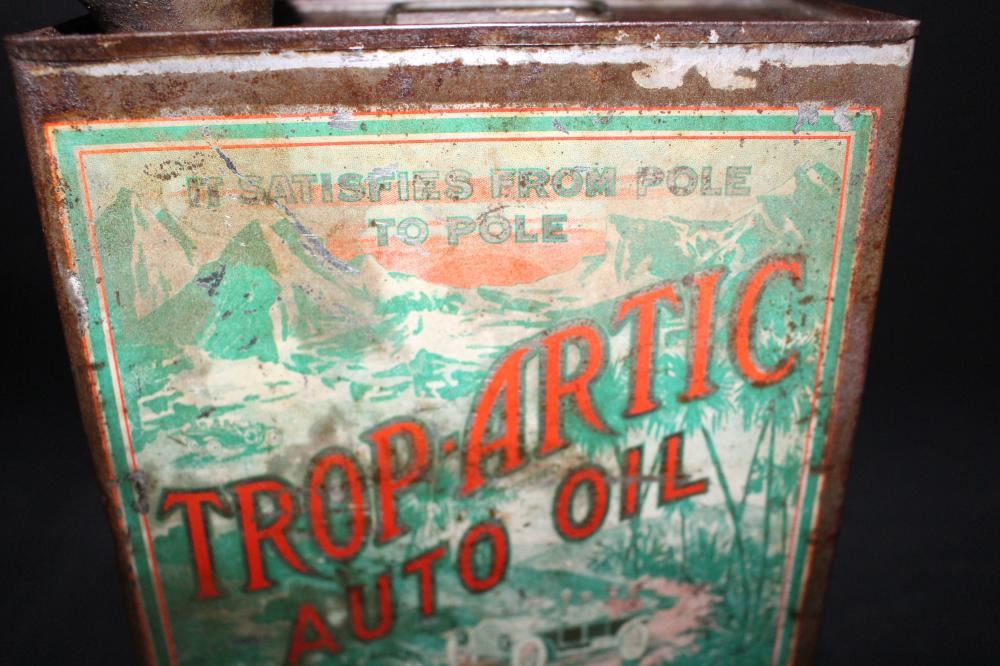 IT SATISFIES FROM POLE
TO POLE
TROP-ARTIC
AUTO OIL